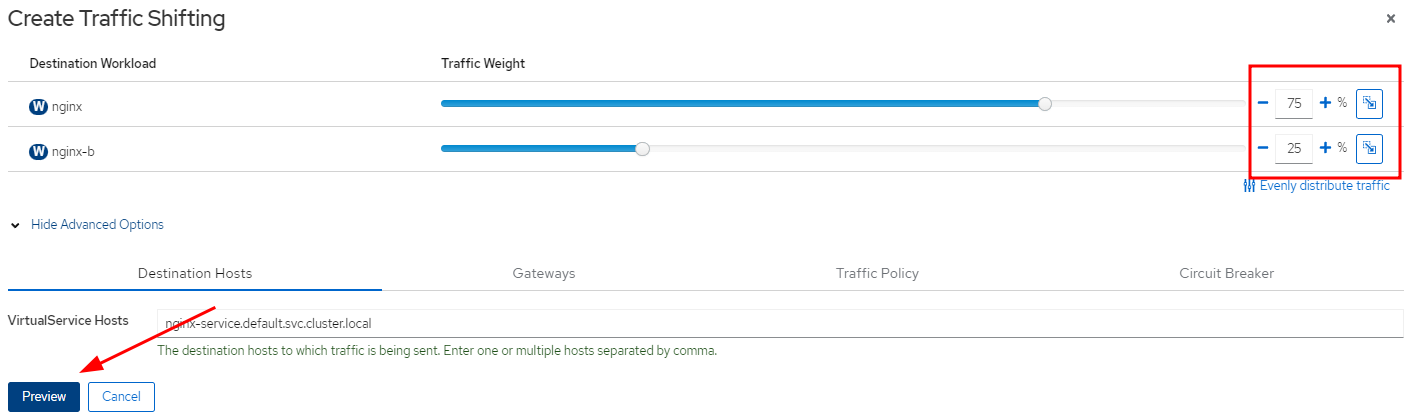 Create Traffic Shifting
Destination Workload Traffic Weight
W nginx 75 %
W nginx-b 25 %
Evenly distribute traffic
Hide Advanced Options
Destination Hosts Gateways Traffic Policy Circuit Breaker
VirtualService Hosts nginx-service.default.svc.cluster.local
The destination hosts to which traffic is being sent. Enter one or multiple hosts separated by comma.
Preview Cancel